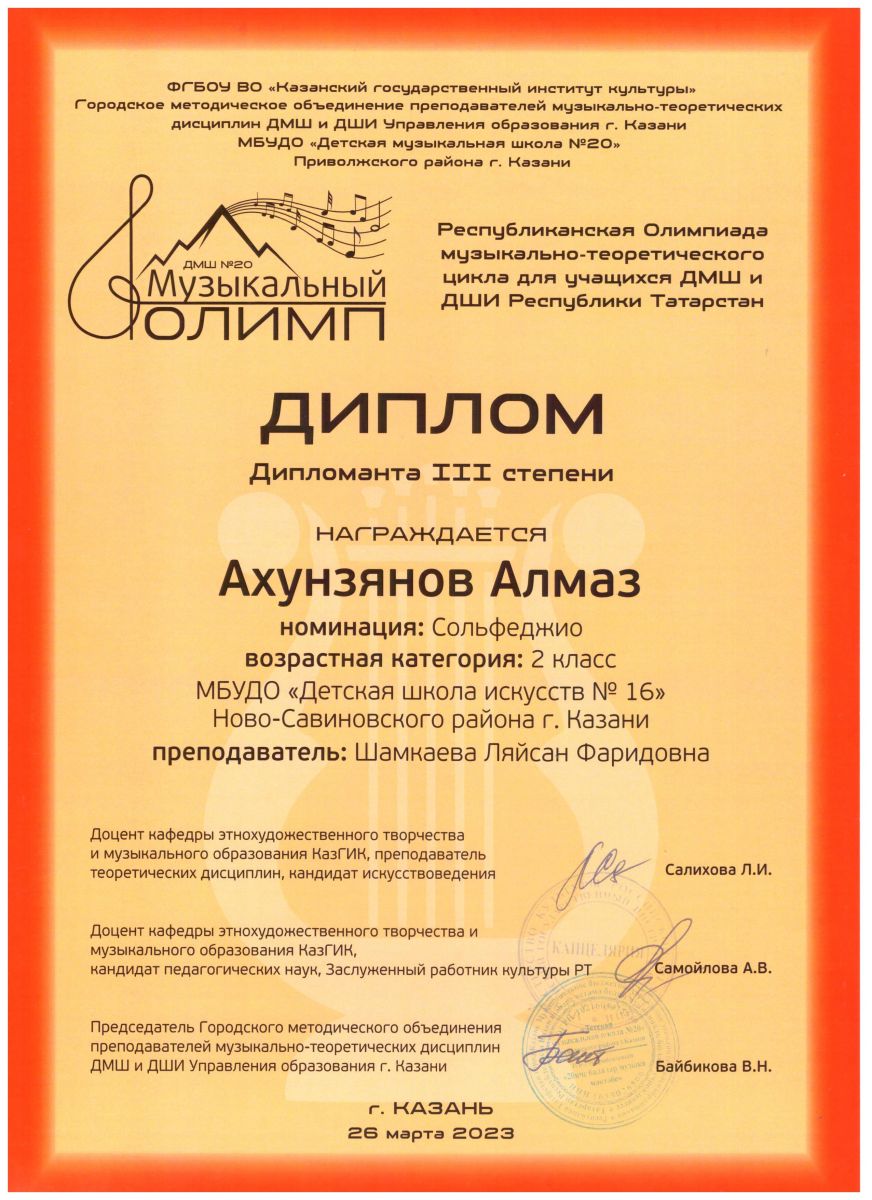 ФГБОУ ВО «Казанский государственный институт культуры»
Городское методическое объединение преподавателей музыкально-теоретических
дисциплин ДМШ и ДШИ Управления образования г. Казани
МБУДО «Детская музыкальная школа №20»
Приволжского района г. Казани
ДМШ №20
Музыкальный
ОЛИМП
Республиканская Олимпиада
музыкально-теоретического
цикла для учащихся ДМШ и
ДШИ Республики Татарстан
ДИПЛОМ
Дипломанта III степени
НАГРАЖДАЕТСЯ
Ахунзянов Алмаз
номинация: Сольфеджио
возрастная категория: 2 класс
МБУДО «Детская школа искусств № 16»
Ново-Савиновского района г. Казани
преподаватель: Шамкаева Ляйсан Фаридовна
Доцент кафедры этнохудожественного творчества
и музыкального образования КазГИК, преподаватель
теоретических дисциплин, кандидат искусствоведения
Салихова Л.И.
Доцент кафедры этнохудожественного творчества и
музыкального образования КазГИК,
кандидат педагогических наук, Заслуженный работник культуры РТ
Самойлова А.В.
КАНЦЕЛЯРИЯ
Председатель Городского методического объединения
преподавателей музыкально-теоретических дисциплин
ДМШ и ДШИ Управления образования г. Казани
Байбикова В.Н.
г. КАЗАНЬ
26 марта 2023